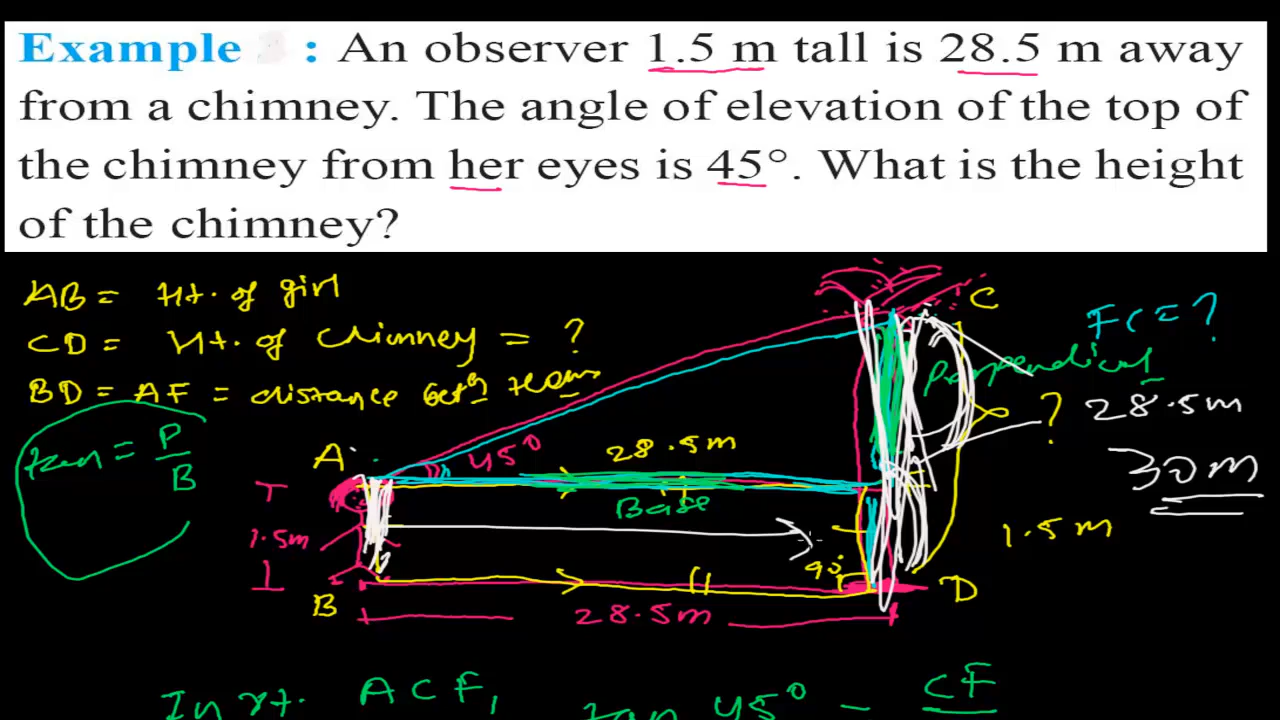 Example : An observer 1.5 m tall is 28.5 m away
from a chimney. The angle of elevation of the top of
the chimney from her eyes is 45°. What is the height
of the chimney?
AB = Ht. of girl
CD = Ht. of Chimney = ?
BD = AF = distance betn them
tan = P/B
C
FC = ?
Perpendicul
28.5m
?
30m
A
45°
28.5m
Base
1.5m
1.5m
90°
B
D
28.5m
In rt. ACF, tan 45° = CF